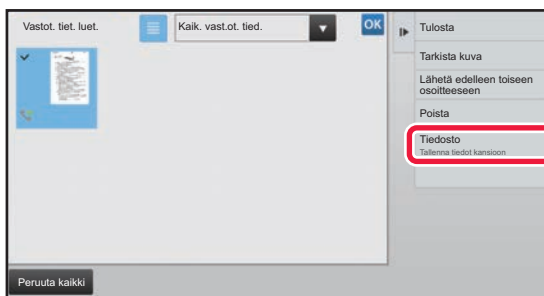 Vastot. tiet. luet.
Kaik. vast.ot. tied.
OK
Tulosta
Tarkista kuva
Lähetä edelleen toiseen
osoitteeseen
Poista
Tiedosto
Tallenna tiedot kansioon
Peruuta kaikki